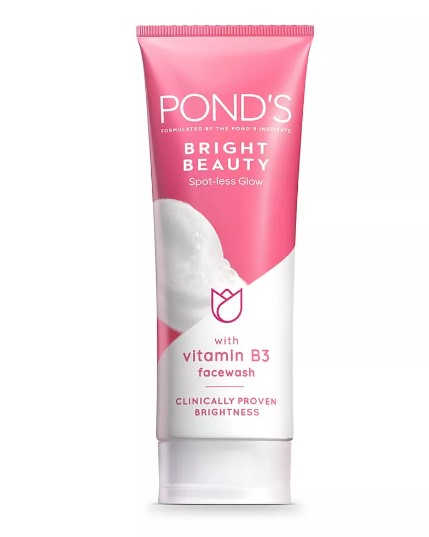 POND'S
FORMULATED BY THE POND'S INSTITUTE
BRIGHT
BEAUTY
Spot-less Glow
with
vitamin B3
facewash
CLINICALLY PROVEN
BRIGHTNESS